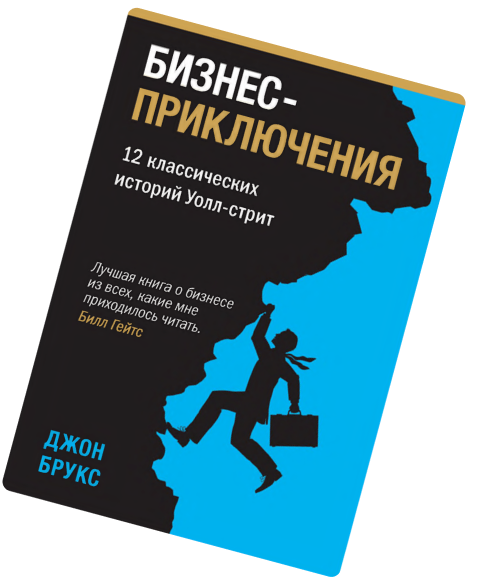 БИЗНЕС-
ПРИКЛЮЧЕНИЯ
12 классических
историй Уолл-стрит
Лучшая книга о бизнесе
из всех, какие мне
приходилось читать.
Билл Гейтс
ДЖОН
БРУКС